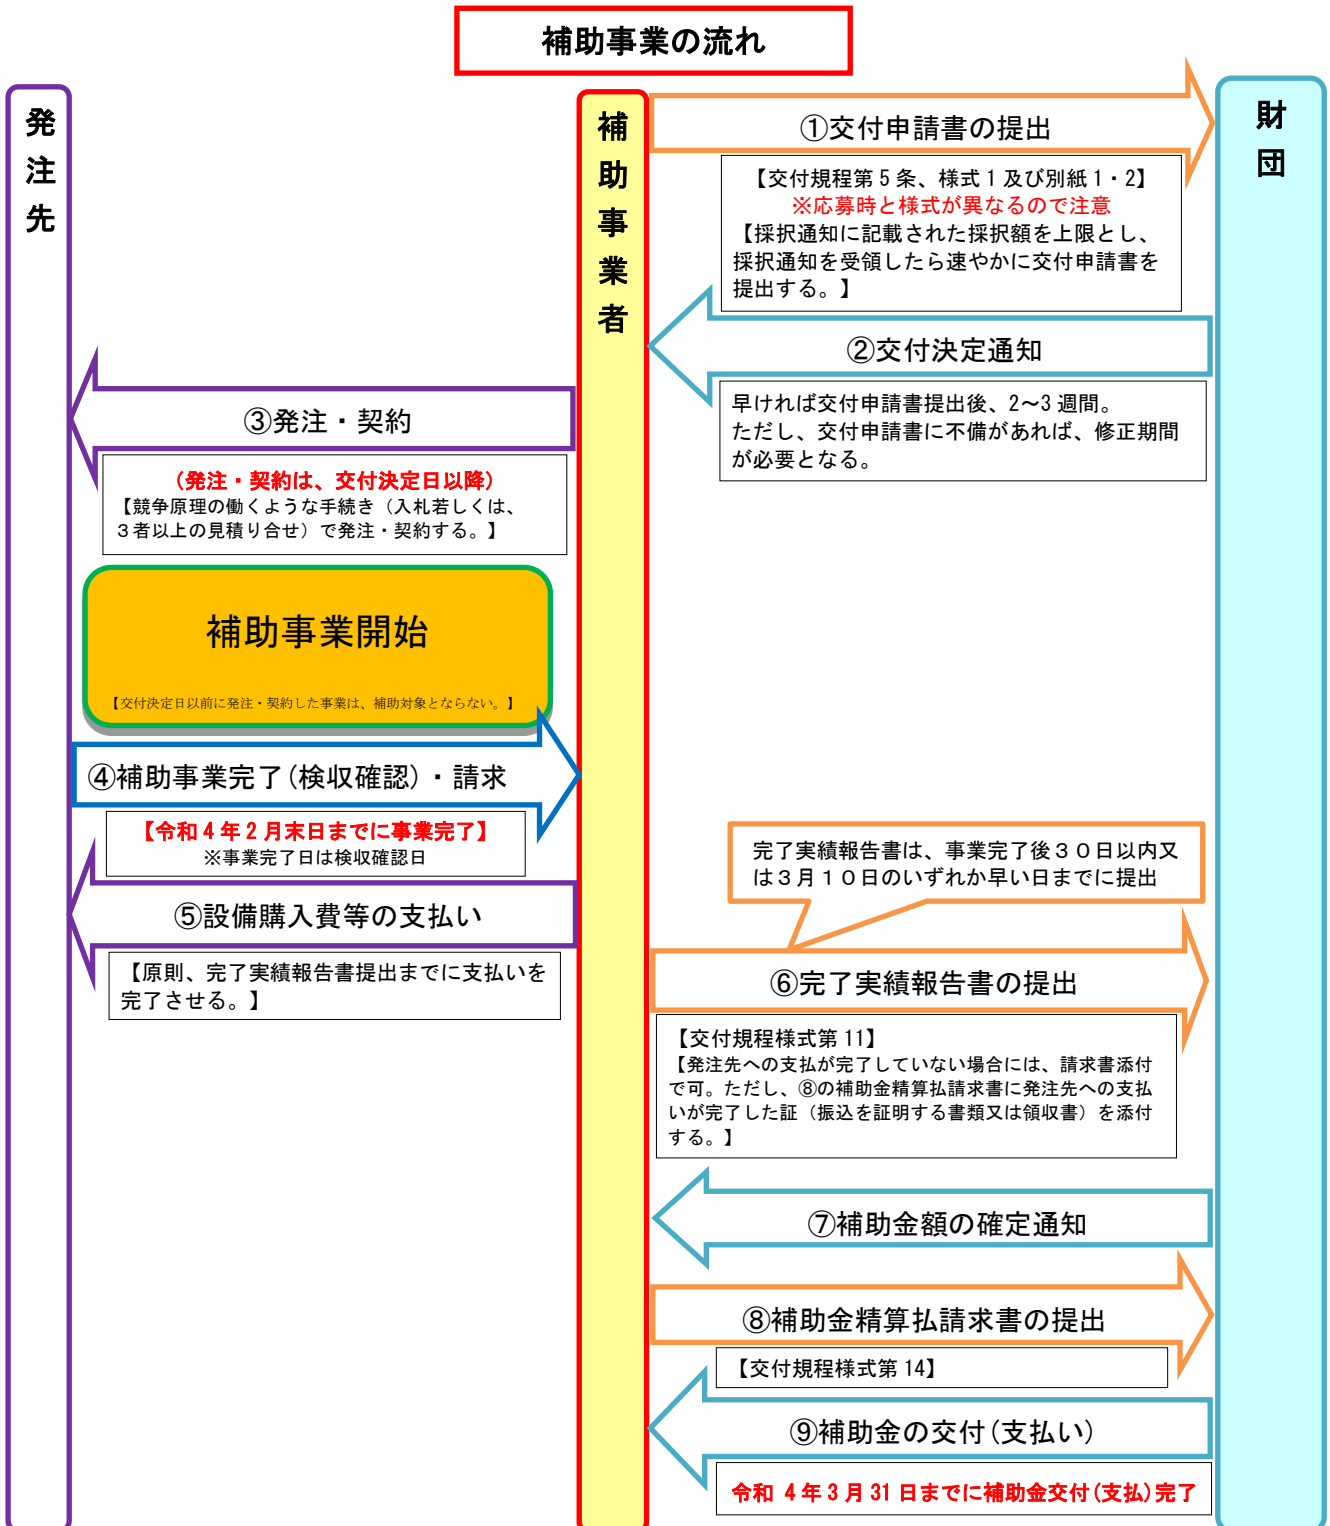 補助事業の流れ
発注先
補助事業者
財団
①交付申請書の提出
【交付規程第5条、様式1及び別紙1・2】
※応募時と様式が異なるので注意
【採択通知に記載された採択額を上限とし、
採択通知を受領したら速やかに交付申請書を
提出する。】
②交付決定通知
早ければ交付申請書提出後、2～3週間。
ただし、交付申請書に不備があれば、修正期間
が必要となる。
③発注・契約
(発注・契約は、交付決定日以降)
【競争原理の働くような手続き（入札若しくは、
３者以上の見積り合せ）で発注・契約する。】
補助事業開始
【交付決定日以前に発注・契約した事業は、補助対象とならない。】
④補助事業完了(検収確認)・請求
【令和4年2月末日までに事業完了】
※事業完了日は検収確認日
⑤設備購入費等の支払い
【原則、完了実績報告書提出までに支払いを
完了させる。】
完了実績報告書は、事業完了後３０日以内又
は３月１０日のいずれか早い日までに提出
⑥完了実績報告書の提出
【交付規程様式第11】
【発注先への支払が完了していない場合には、請求書添付
で可。ただし、⑧の補助金精算払請求書に発注先への支払
いが完了した証（振込を証明する書類又は領収書）を添付
する。】
⑦補助金額の確定通知
⑧補助金精算払請求書の提出
【交付規程様式第14】
⑨補助金の交付(支払い)
令和 4年3月31日までに補助金交付(支払)完了